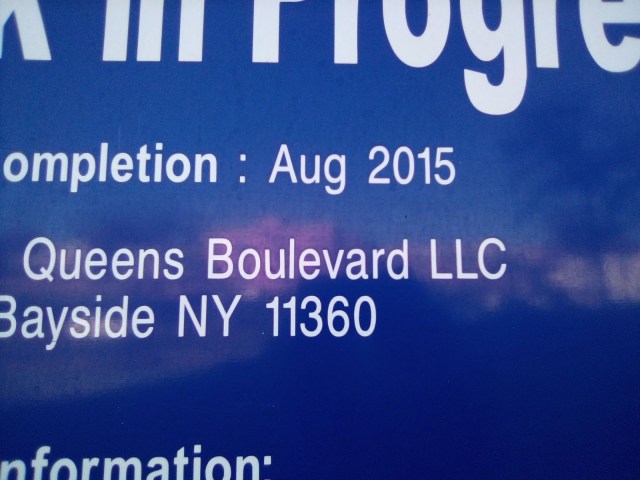 k in Progre
ompletion : Aug 2015
Queens Boulevard LLC
Bayside NY 11360
nformation: